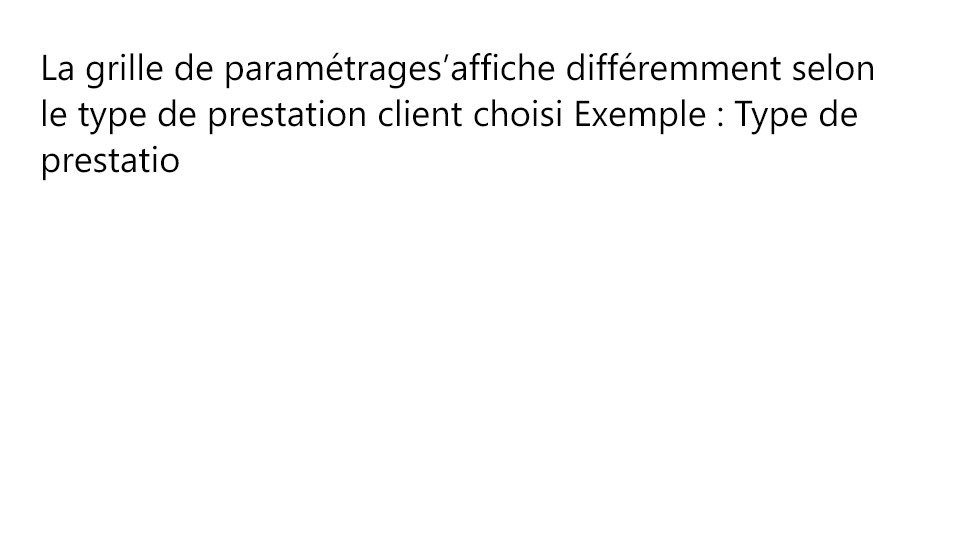 La grille de paramétrages’affiche différemment selon
le type de prestation client choisi Exemple : Type de
prestatio